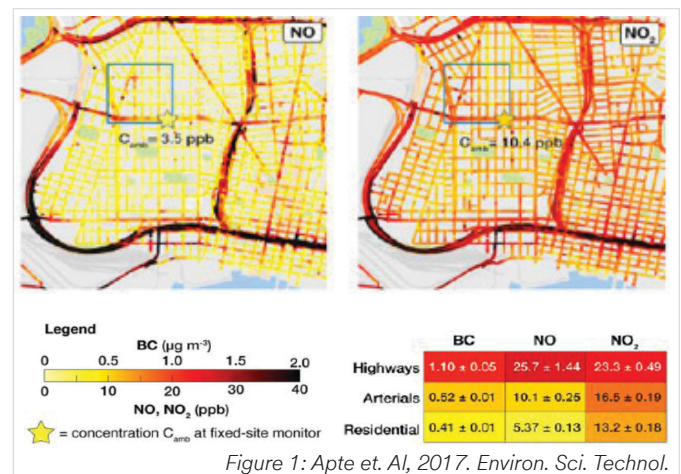 NO
NO₂
C_amb = 3.5 ppb
C_amb = 10.4 ppb
Legend
BC (µg m⁻³)
0 0.5 1.0 1.5 2.0
0 10 20 30 40
NO, NO₂ (ppb)
= concentration C_amb at fixed-site monitor
BC NO NO₂
Highways 1.10 ± 0.05 25.7 ± 1.44 23.3 ± 0.49
Arterials 0.52 ± 0.01 10.1 ± 0.25 16.5 ± 0.19
Residential 0.41 ± 0.01 5.37 ± 0.13 13.2 ± 0.18
Figure 1: Apte et. Al, 2017. Environ. Sci. Technol.